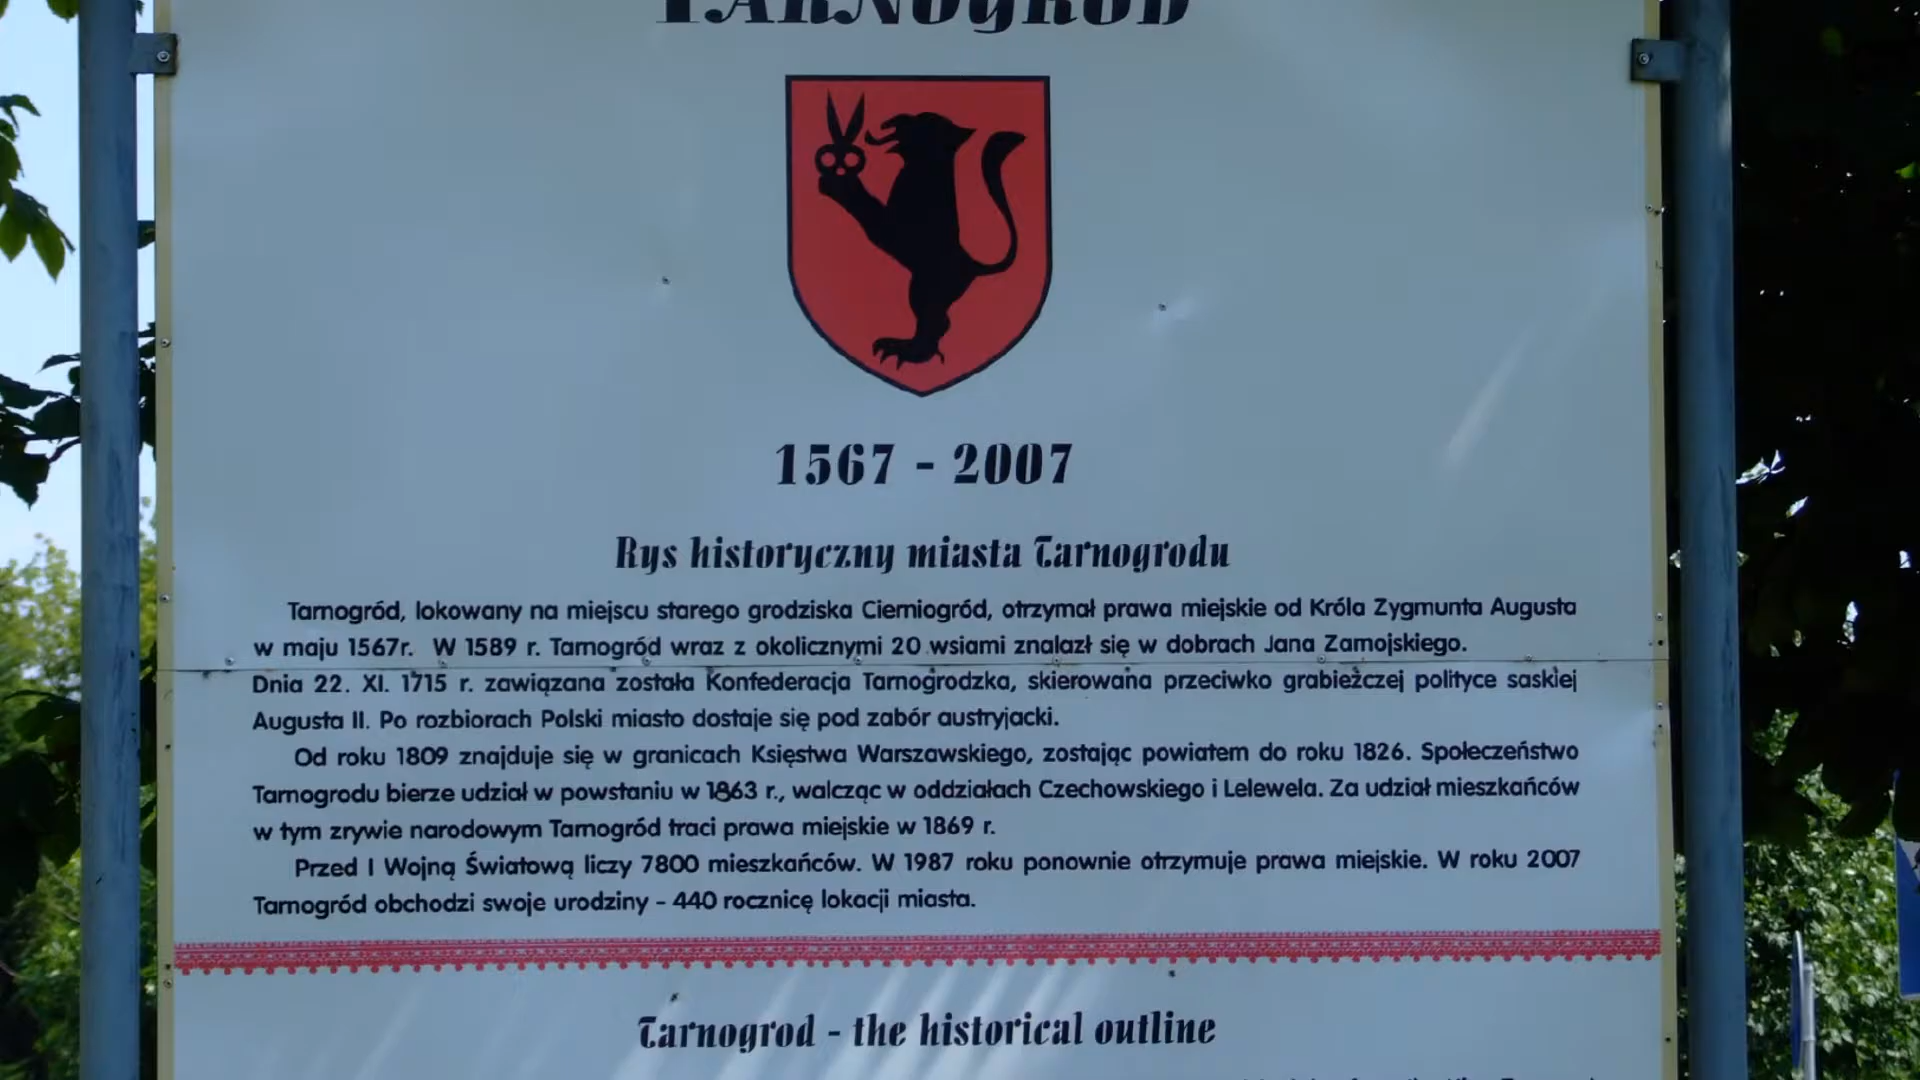 TARNOGRÓD
1567 - 2007
Rys historyczny miasta Tarnogrodu
Tarnogród, lokowany na miejscu starego grodziska Cierniogród, otrzymał prawa miejskie od Króla Zygmunta Augusta
w maju 1567r. W 1589 r. Tarnogród wraz z okolicznymi 20 wsiami znalazł się w dobrach Jana Zamojskiego.
Dnia 22. XI. 1715 r. zawiązana została Konfederacja Tarnogrodzka, skierowana przeciwko grabieżczej polityce saskiej
Augusta II. Po rozbiorach Polski miasto dostaje się pod zabór austryjacki.
Od roku 1809 znajduje się w granicach Księstwa Warszawskiego, zostając powiatem do roku 1826. Społeczeństwo
Tarnogrodu bierze udział w powstaniu w 1863 r., walcząc w oddziałach Czechowskiego i Lelewela. Za udział mieszkańców
w tym zrywie narodowym Tarnogród traci prawa miejskie w 1869 r.
Przed I Wojną Światową liczy 7800 mieszkańców. W 1987 roku ponownie otrzymuje prawa miejskie. W roku 2007
Tarnogród obchodzi swoje urodziny - 440 rocznicę lokacji miasta.
Tarnogrod - the historical outline